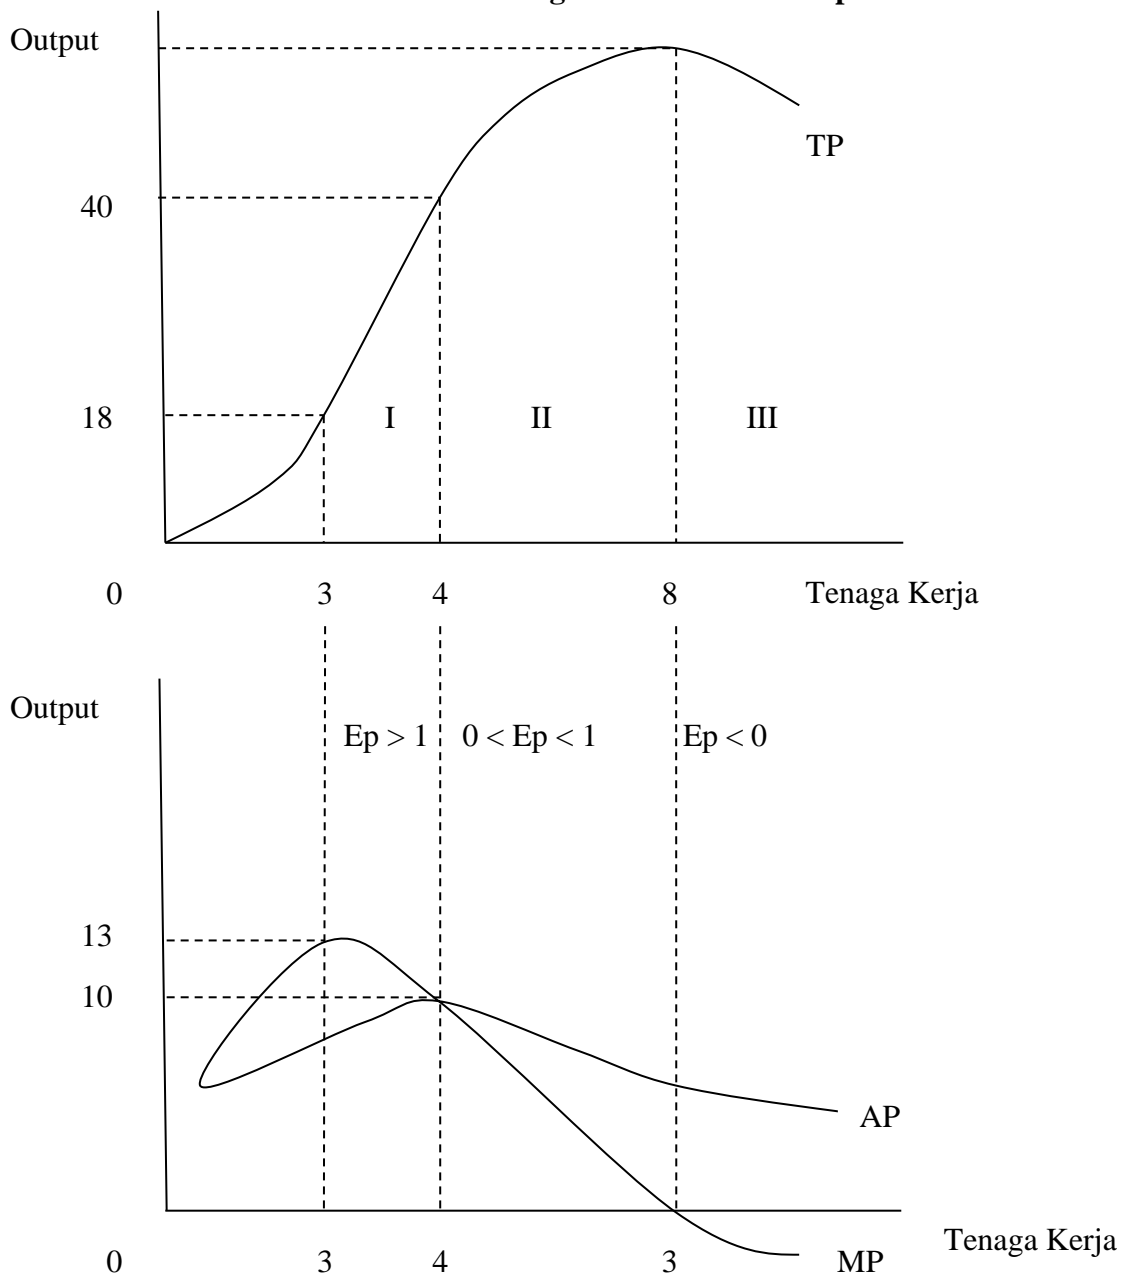 Output
TP
40
18 I II III
0 3 4 8 Tenaga Kerja
Output
Ep > 1 0 < Ep < 1 Ep < 0
13
10
AP
Tenaga Kerja
0 3 4 3 MP